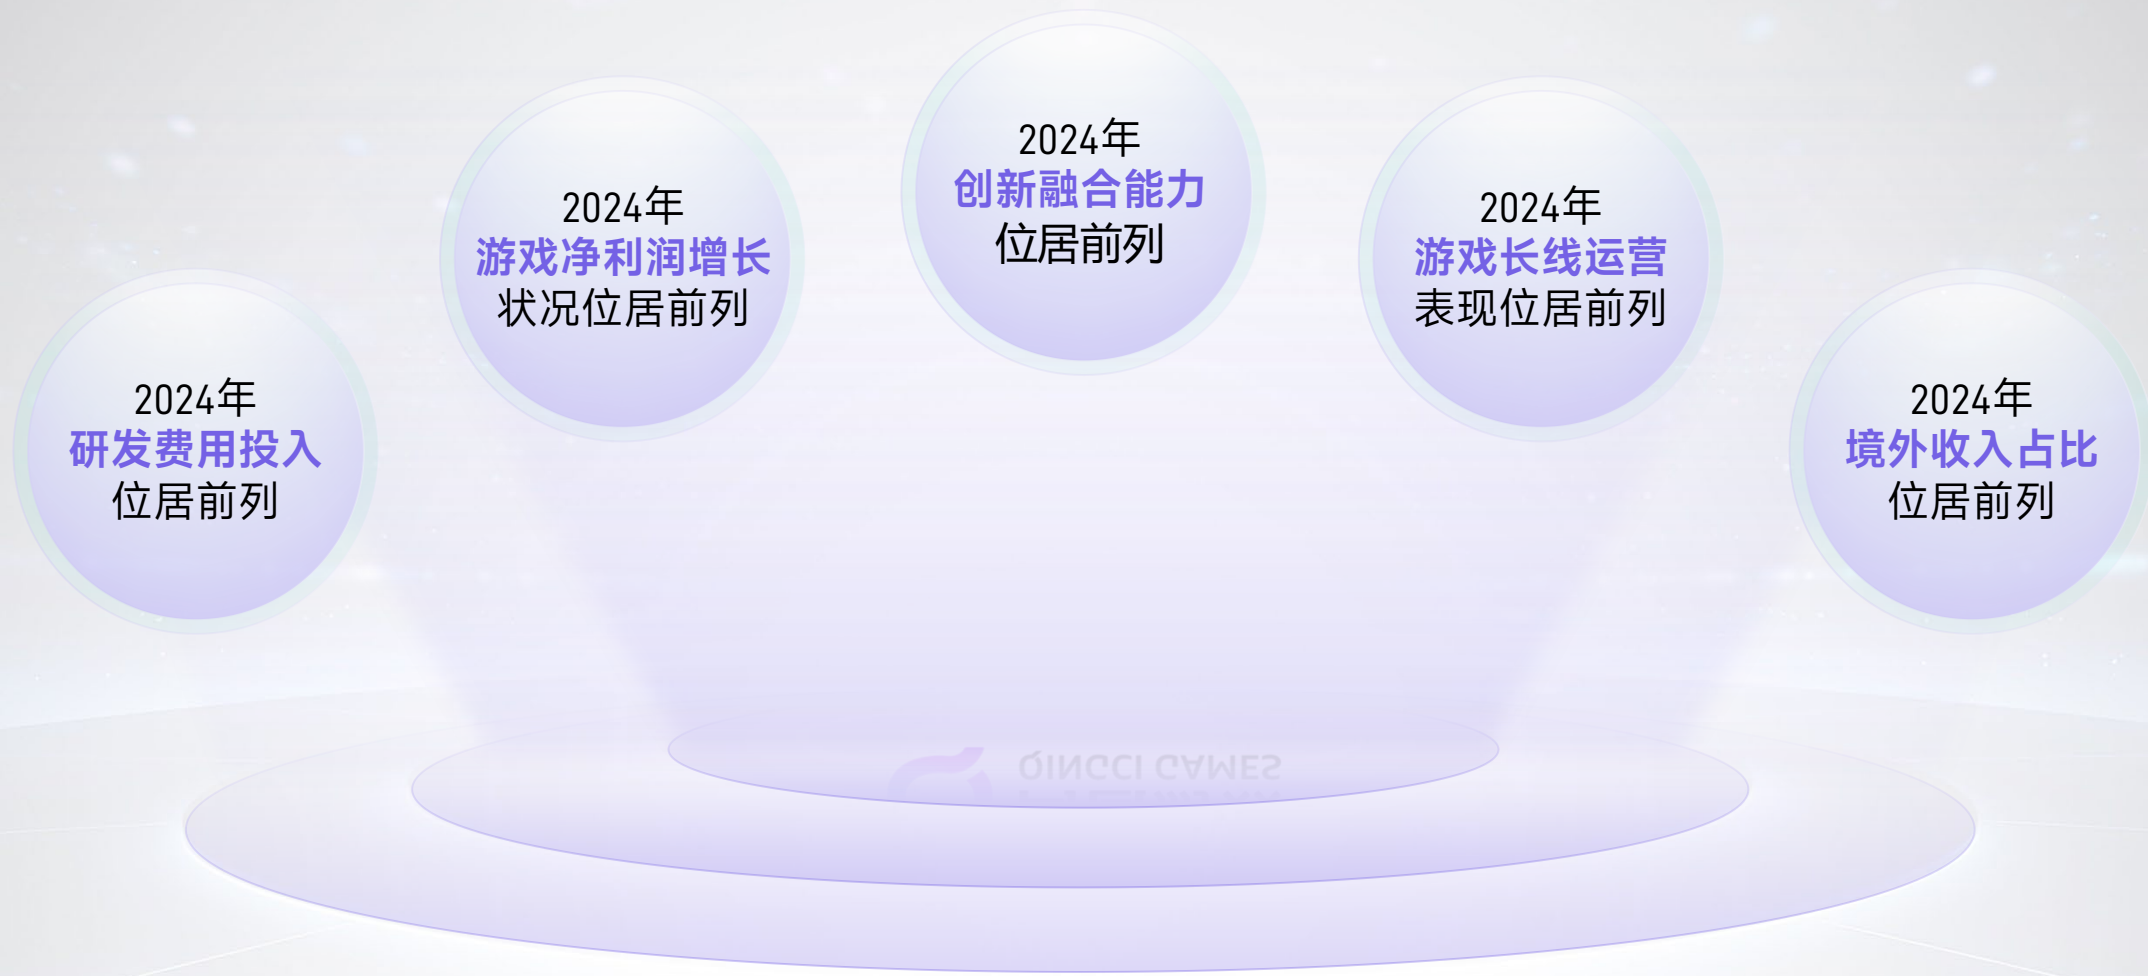 2024年
研发费用投入
位居前列
2024年
游戏净利润增长
状况位居前列
2024年
创新融合能力
位居前列
2024年
游戏长线运营
表现位居前列
2024年
境外收入占比
位居前列
QINGCI GAMES